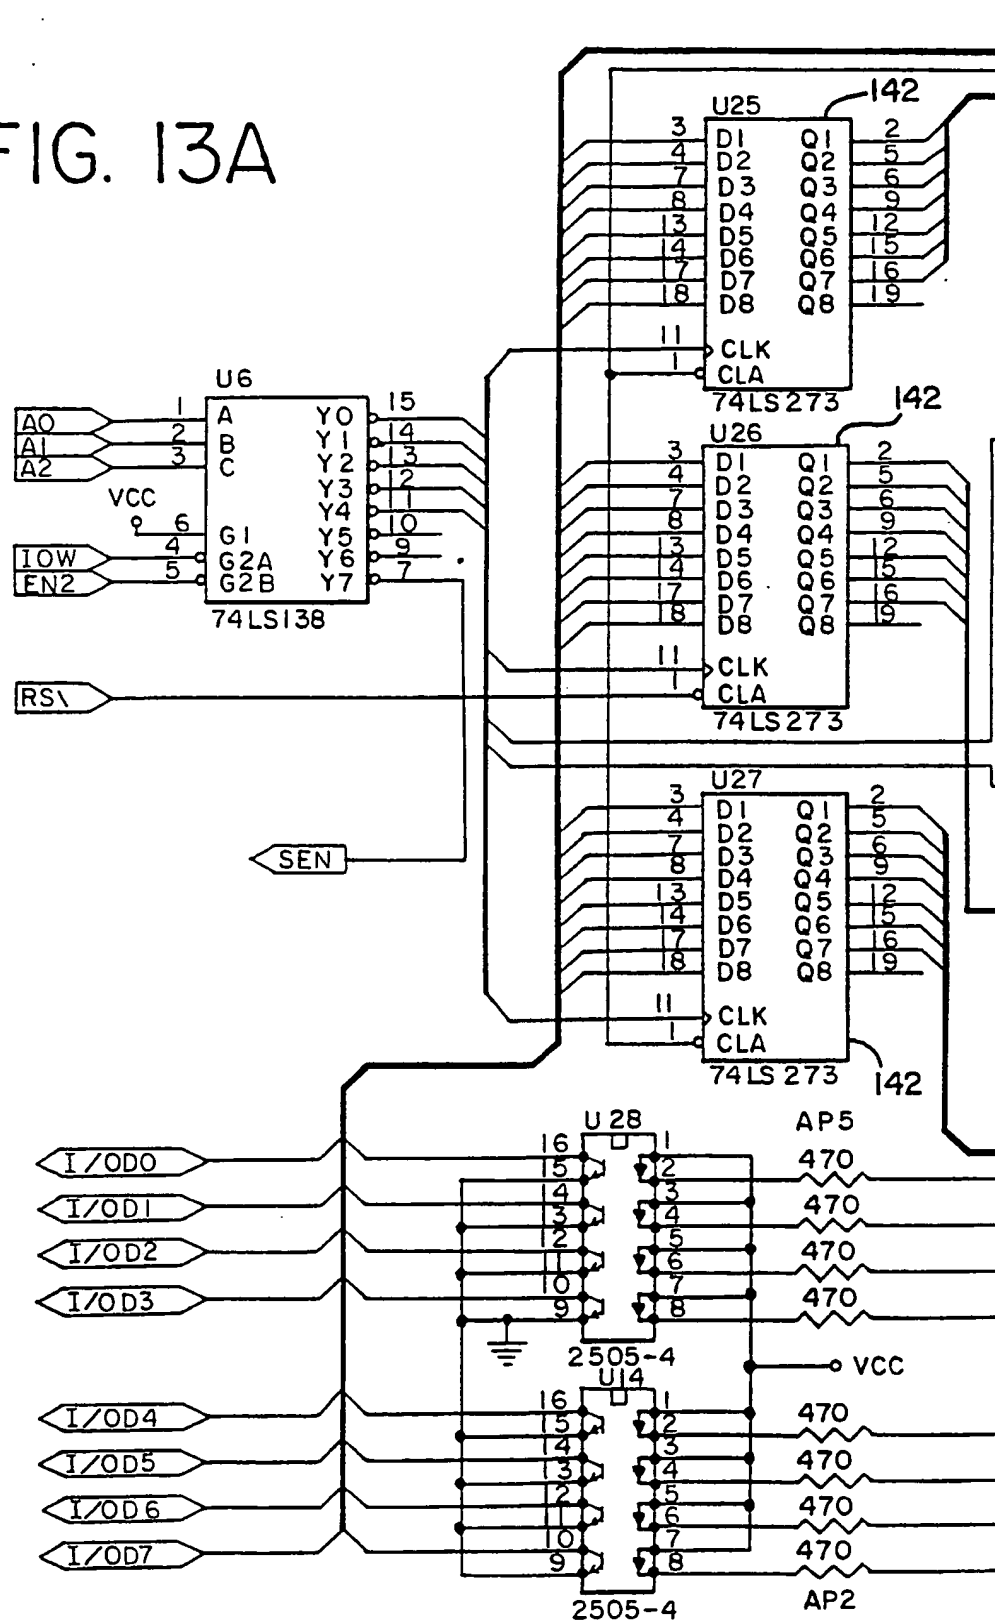 FIG. 13A
U25
142
3 D1 Q1 2
4 D2 Q2 5
7 D3 Q3 6
8 D4 Q4 9
13 D5 Q5 12
14 D6 Q6 15
17 D7 Q7 16
18 D8 Q8 19
11 CLK
1 CLA
74LS273
U6
A0 1 A Y0 15
A1 2 B Y1 14
A2 3 C Y2 13
Y3 12
VCC
Y4 11
6 G1 Y5 10
IOW 4 G2A Y6 9
EN2 5 G2B Y7 7
74LS138
142
U26
3 D1 Q1 2
4 D2 Q2 5
7 D3 Q3 6
8 D4 Q4 9
13 D5 Q5 12
14 D6 Q6 15
17 D7 Q7 16
18 D8 Q8 19
11 CLK
RS\ 1 CLA
74LS273
U27
3 D1 Q1 2
4 D2 Q2 5
7 D3 Q3 6
8 D4 Q4 9
13 D5 Q5 12
14 D6 Q6 15
17 D7 Q7 16
18 D8 Q8 19
SEN
11 CLK
1 CLA
74LS273
142
U28
AP5
I/OD0 16 1 470
15 2
I/OD1 14 3 470
13 4
I/OD2 12 5 470
11 6
I/OD3 10 7 470
9 8
2505-4
VCC
U14
I/OD4 16 1 470
15 2
I/OD5 14 3 470
13 4
I/OD6 12 5 470
11 6
I/OD7 10 7 470
9 8
2505-4
AP2